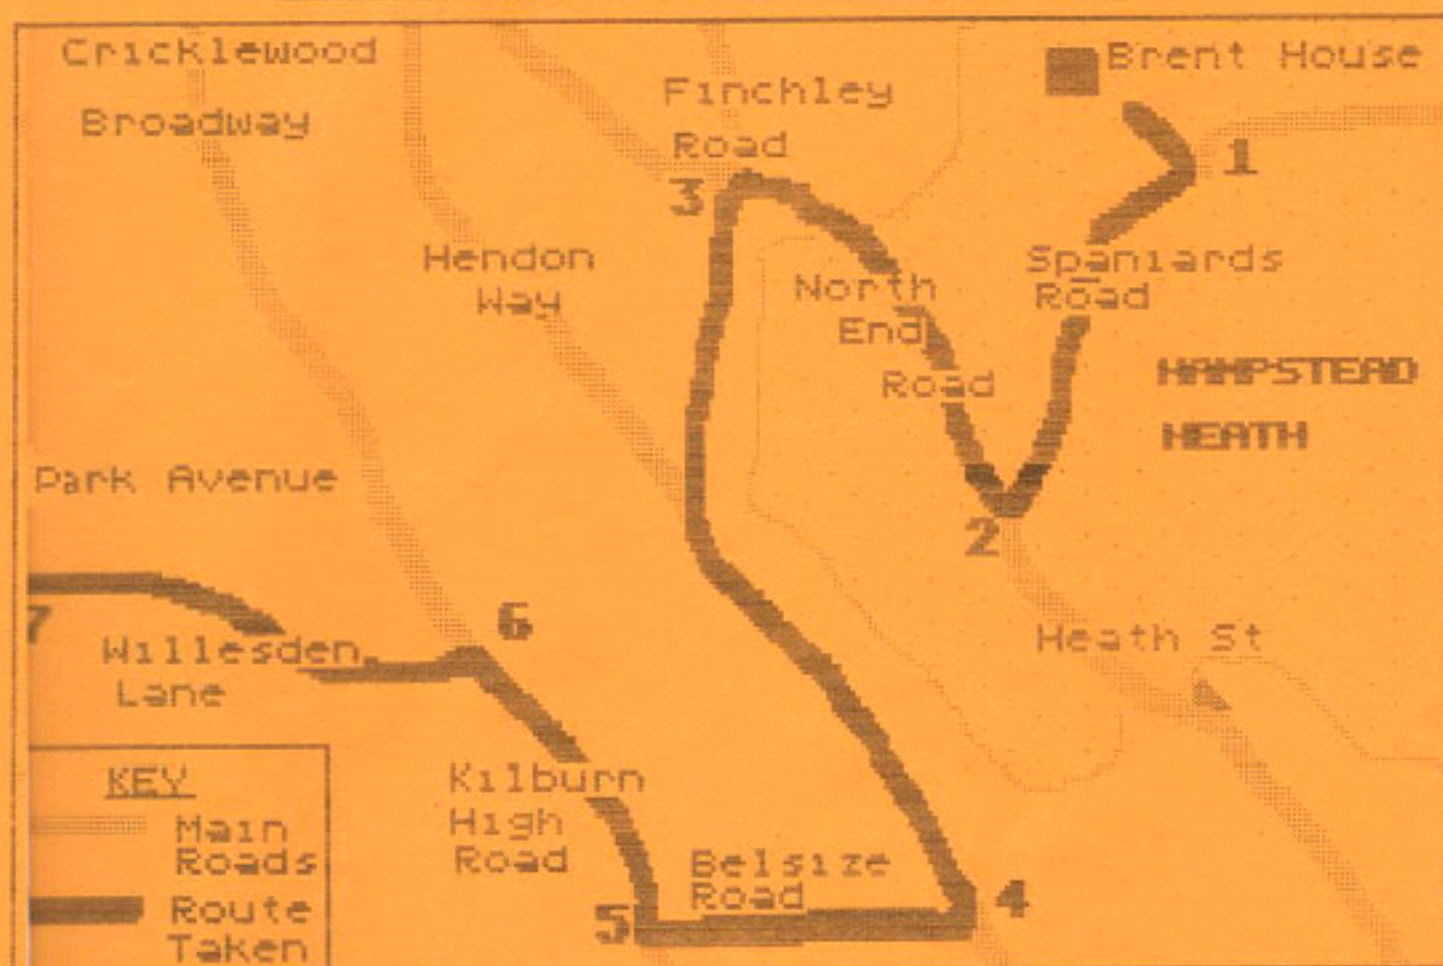 Cricklewood
Broadway
Finchley
Road
Brent House
1
3
Hendon
Way
North
End
Road
Spaniards
Road
HAMPSTEAD
HEATH
Park Avenue
2
7
6
Willesden
Lane
Heath St
Kilburn
High
Road
Belsize
Road
5
4
KEY
Main
Roads
Route
Taken